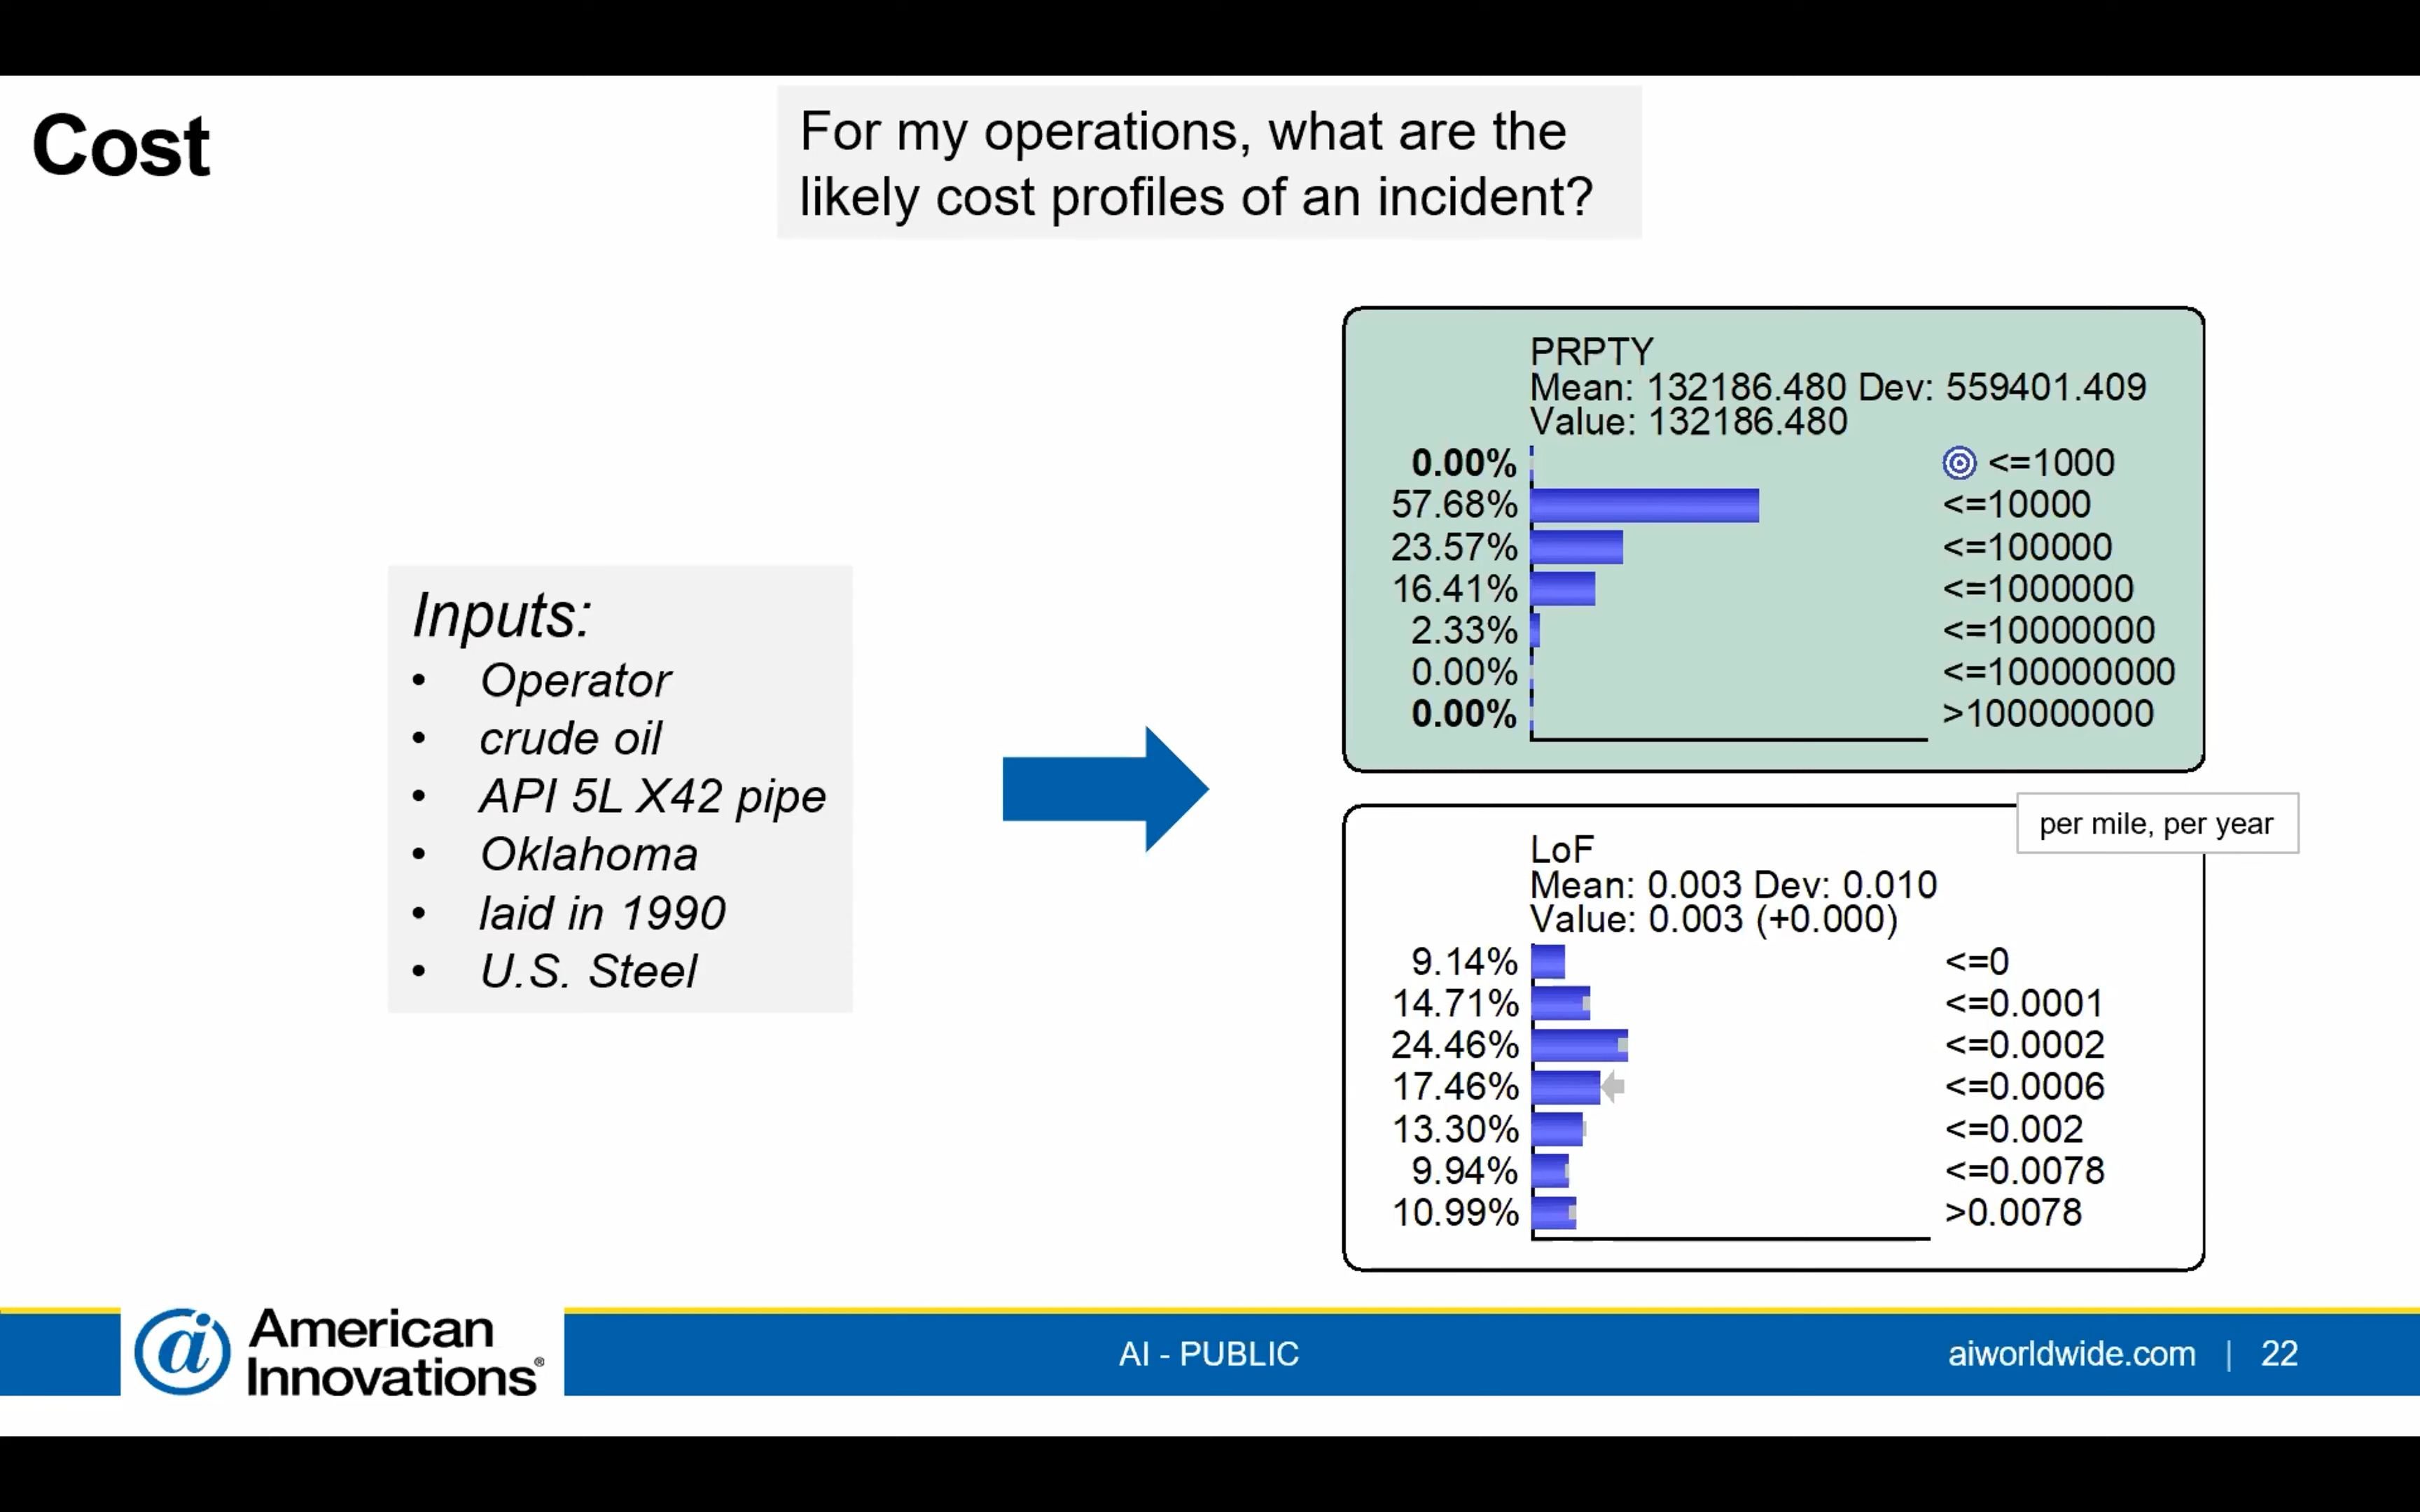 Cost
For my operations, what are the
likely cost profiles of an incident?
Inputs:
• Operator
• crude oil
• API 5L X42 pipe
• Oklahoma
• laid in 1990
• U.S. Steel
PRPTY
Mean: 132186.480 Dev: 559401.409
Value: 132186.480
0.00% <=1000
57.68% <=10000
23.57% <=100000
16.41% <=1000000
2.33% <=10000000
0.00% <=100000000
0.00% >100000000
per mile, per year
LoF
Mean: 0.003 Dev: 0.010
Value: 0.003 (+0.000)
9.14% <=0
14.71% <=0.0001
24.46% <=0.0002
17.46% <=0.0006
13.30% <=0.002
9.94% <=0.0078
10.99% >0.0078
American
Innovations®
AI - PUBLIC
aiworldwide.com | 22